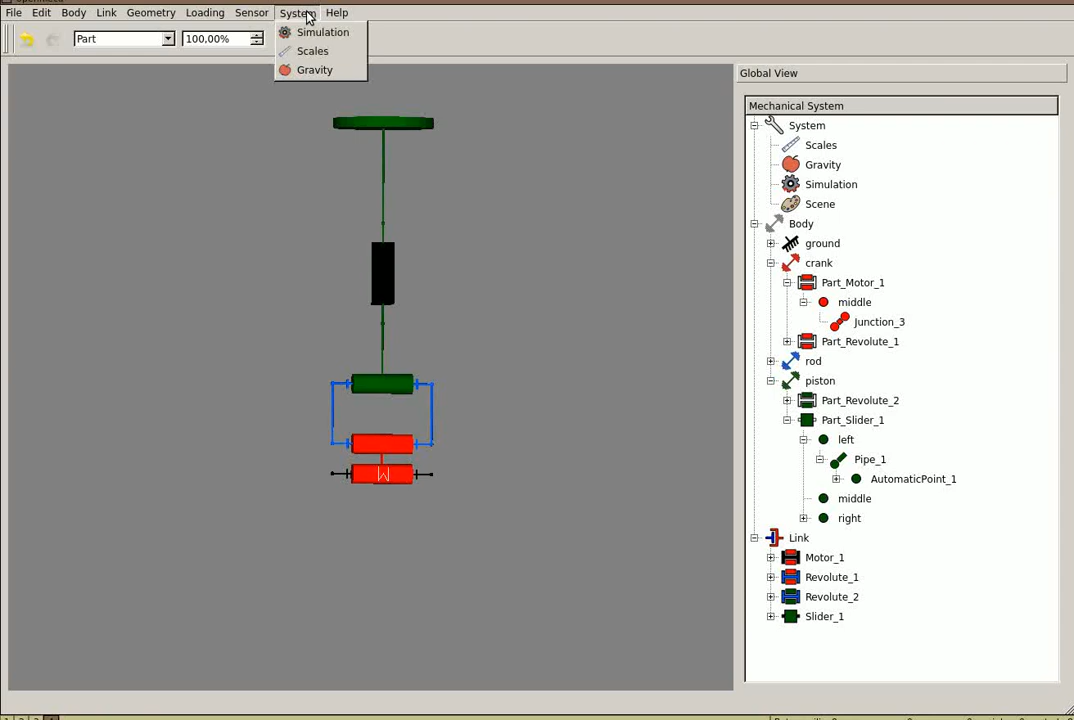 File Edit Body Link Geometry Loading Sensor System Help
Part 100,00%
Simulation
Scales
Gravity
Global View
Mechanical System
System
Scales
Gravity
Simulation
Scene
Body
ground
crank
Part_Motor_1
middle
Junction_3
Part_Revolute_1
rod
piston
Part_Revolute_2
Part_Slider_1
left
Pipe_1
AutomaticPoint_1
middle
right
Link
Motor_1
Revolute_1
Revolute_2
Slider_1